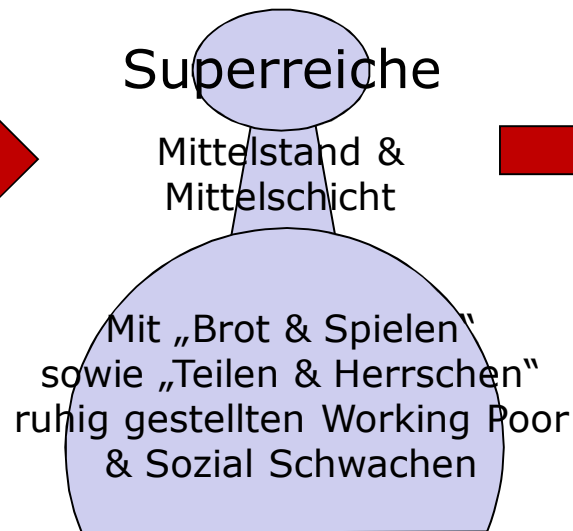 Superreiche
Mittelstand &
Mittelschicht
Mit „Brot & Spielen“
sowie „Teilen & Herrschen“
ruhig gestellten Working Poor
& Sozial Schwachen